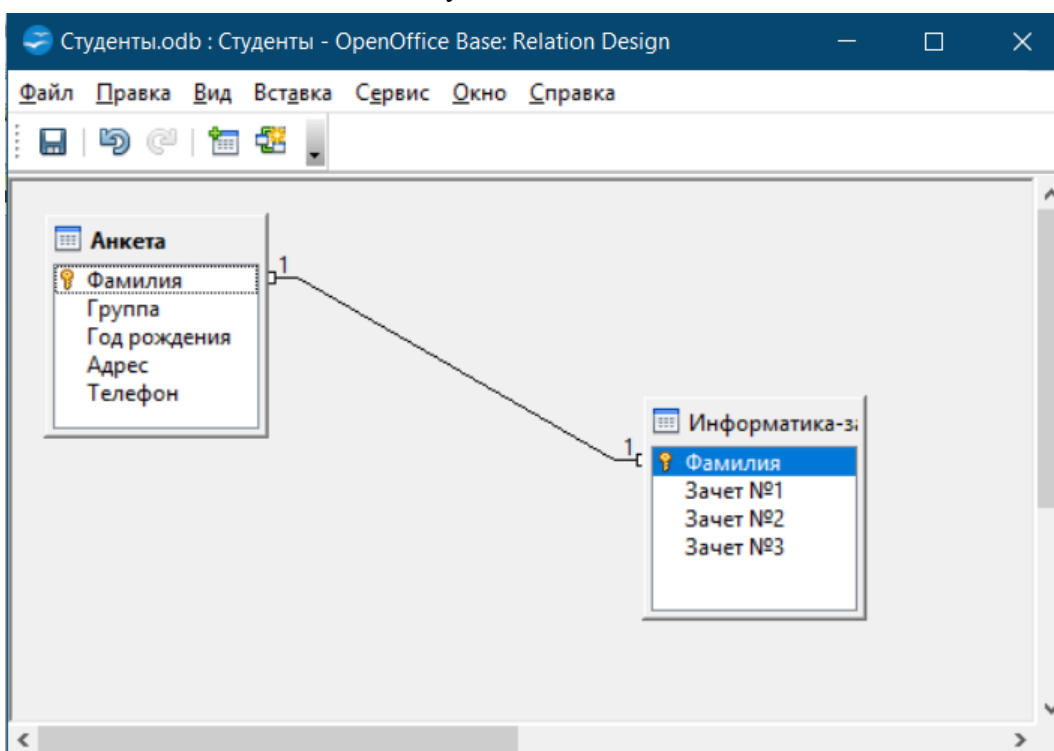 Студенты.odb : Студенты - OpenOffice Base: Relation Design
Файл Правка Вид Вставка Сервис Окно Справка
Анкета
Фамилия
Группа
Год рождения
Адрес
Телефон
1
1
Информатика-за
Фамилия
Зачет №1
Зачет №2
Зачет №3